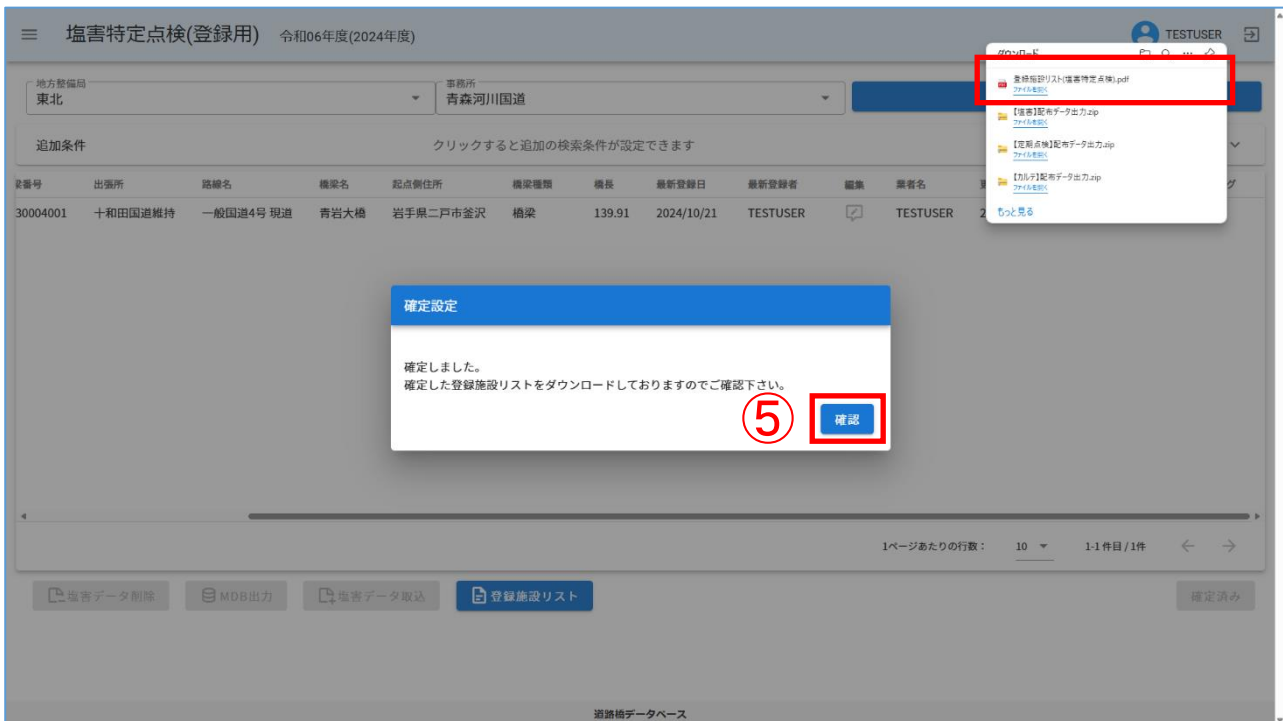 塩害特定点検(登録用) 令和06年度(2024年度)
TESTUSER
ダウンロード
登録施設リスト(塩害特定点検).pdf
ファイルを開く
【塩害】配布データ出力.zip
ファイルを開く
【定期点検】配布データ出力.zip
ファイルを開く
【カルテ】配布データ出力.zip
ファイルを開く
もっと見る
地方整備局
東北
事務所
青森河川国道
追加条件 クリックすると追加の検索条件が設定できます
番号 出張所 路線名 橋梁名 起点側住所 橋梁種類 橋長 最新登録日 最新登録者 編集 業者名
30004001 十和田国道維持 一般国道4号 現道 青岩大橋 岩手県二戸市釜沢 橋梁 139.91 2024/10/21 TESTUSER TESTUSER 2
確定設定
確定しました。
確定した登録施設リストをダウンロードしておりますのでご確認下さい。
⑤ 確認
1ページあたりの行数: 10 1-1 件目 / 1件
塩害データ削除 MDB出力 塩害データ取込 登録施設リスト 確定済み
道路橋データベース